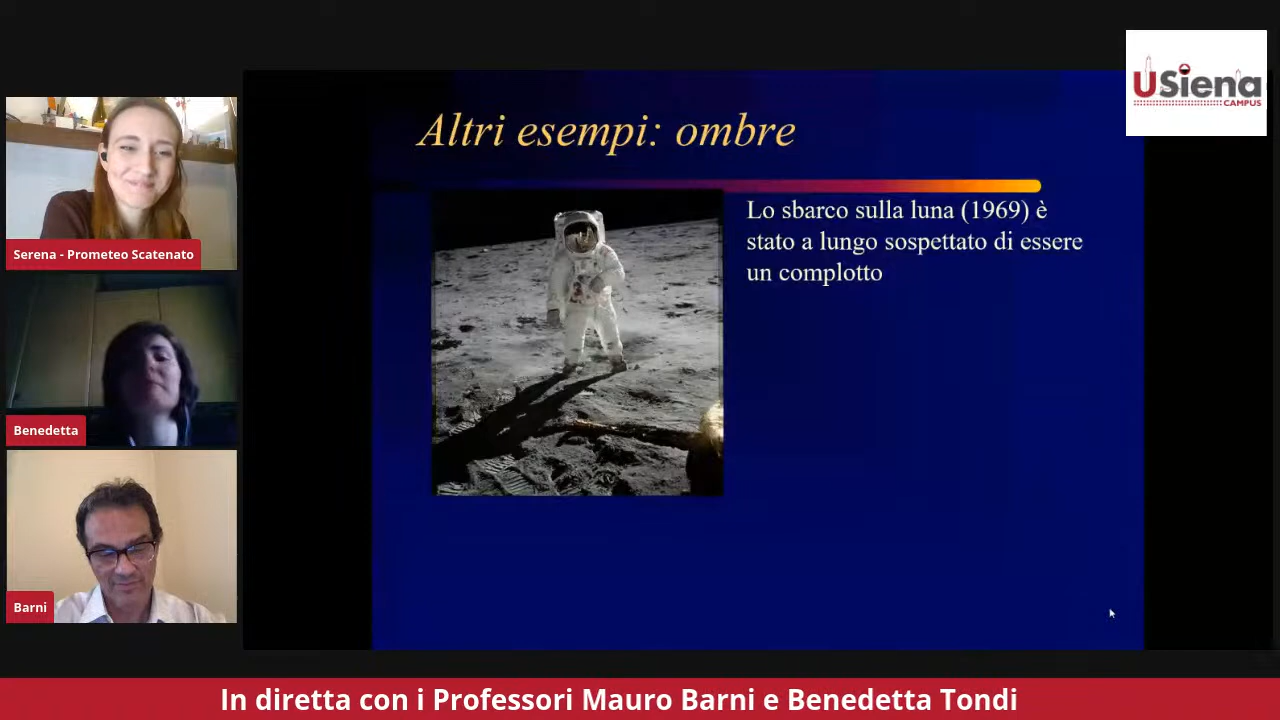 USiena
CAMPUS
Altri esempi: ombre
Lo sbarco sulla luna (1969) è
stato a lungo sospettato di essere
un complotto
Serena - Prometeo Scatenato
Benedetta
Barni
In diretta con i Professori Mauro Barni e Benedetta Tondi